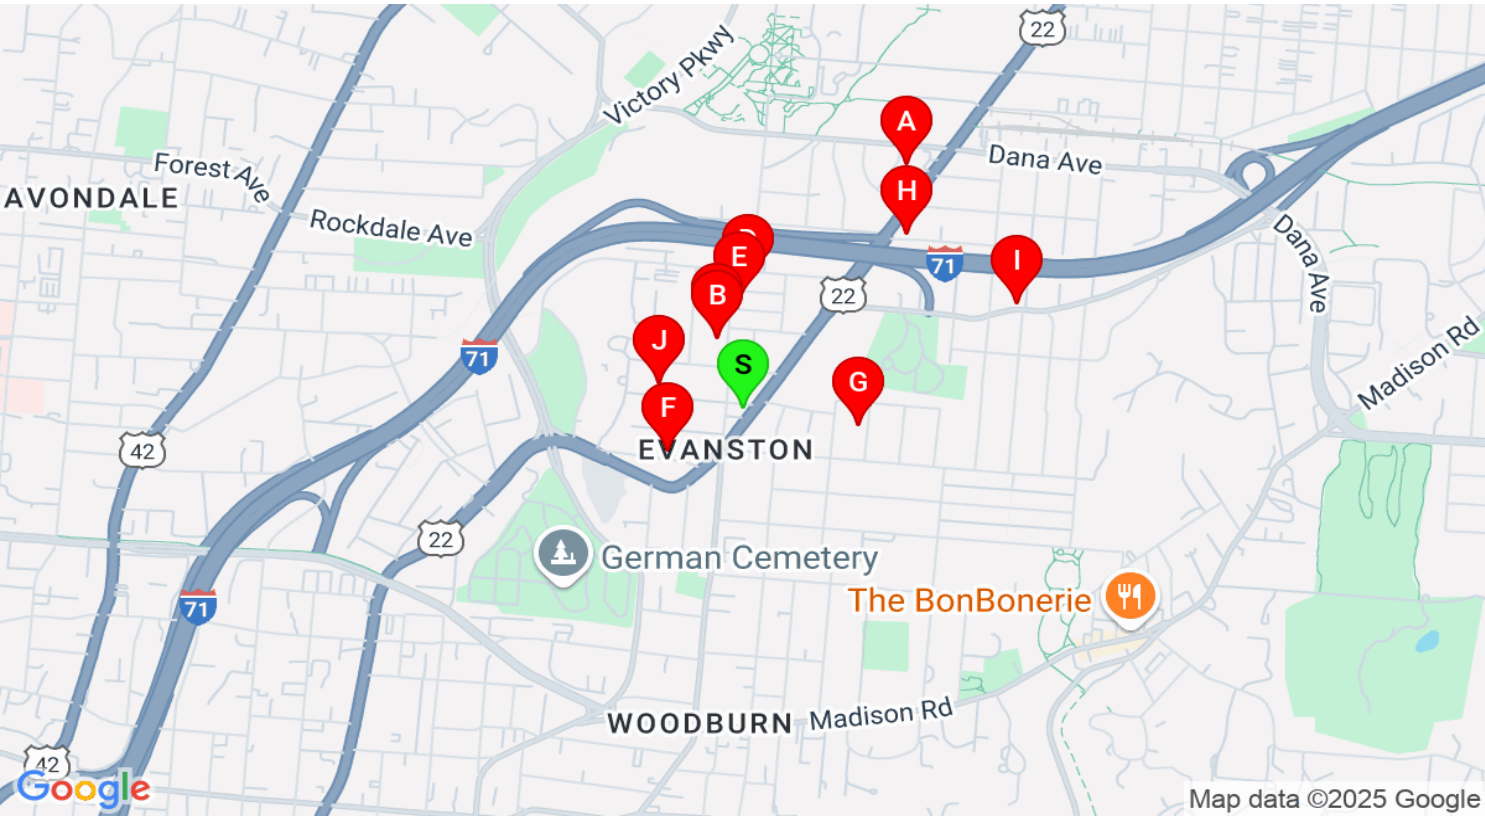 22
Victory Pkwy
A
Dana Ave
Forest Ave
AVONDALE
H
Rockdale Ave
E
71
I
Dana Ave
B
22
J
71
S
Madison Rd
G
F
EVANSTON
42
22
German Cemetery
The BonBonerie
71
WOODBURN
Madison Rd
42
Google
Map data ©2025 Google